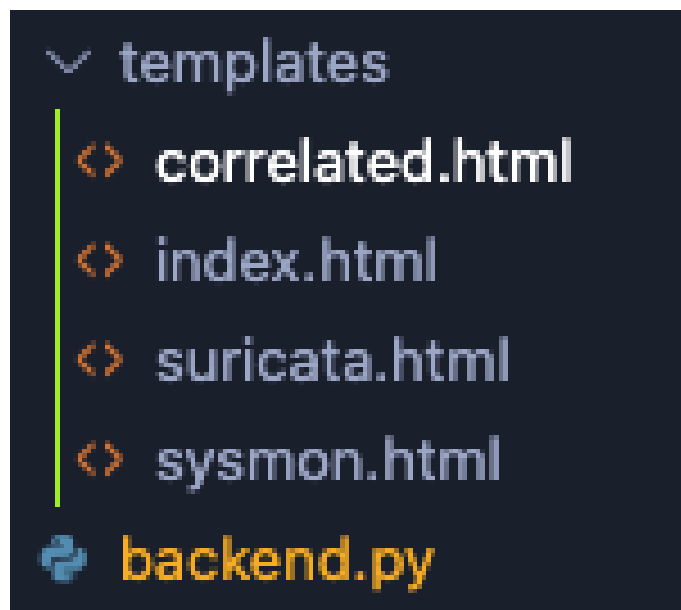 templates
correlated.html
index.html
suricata.html
sysmon.html
backend.py